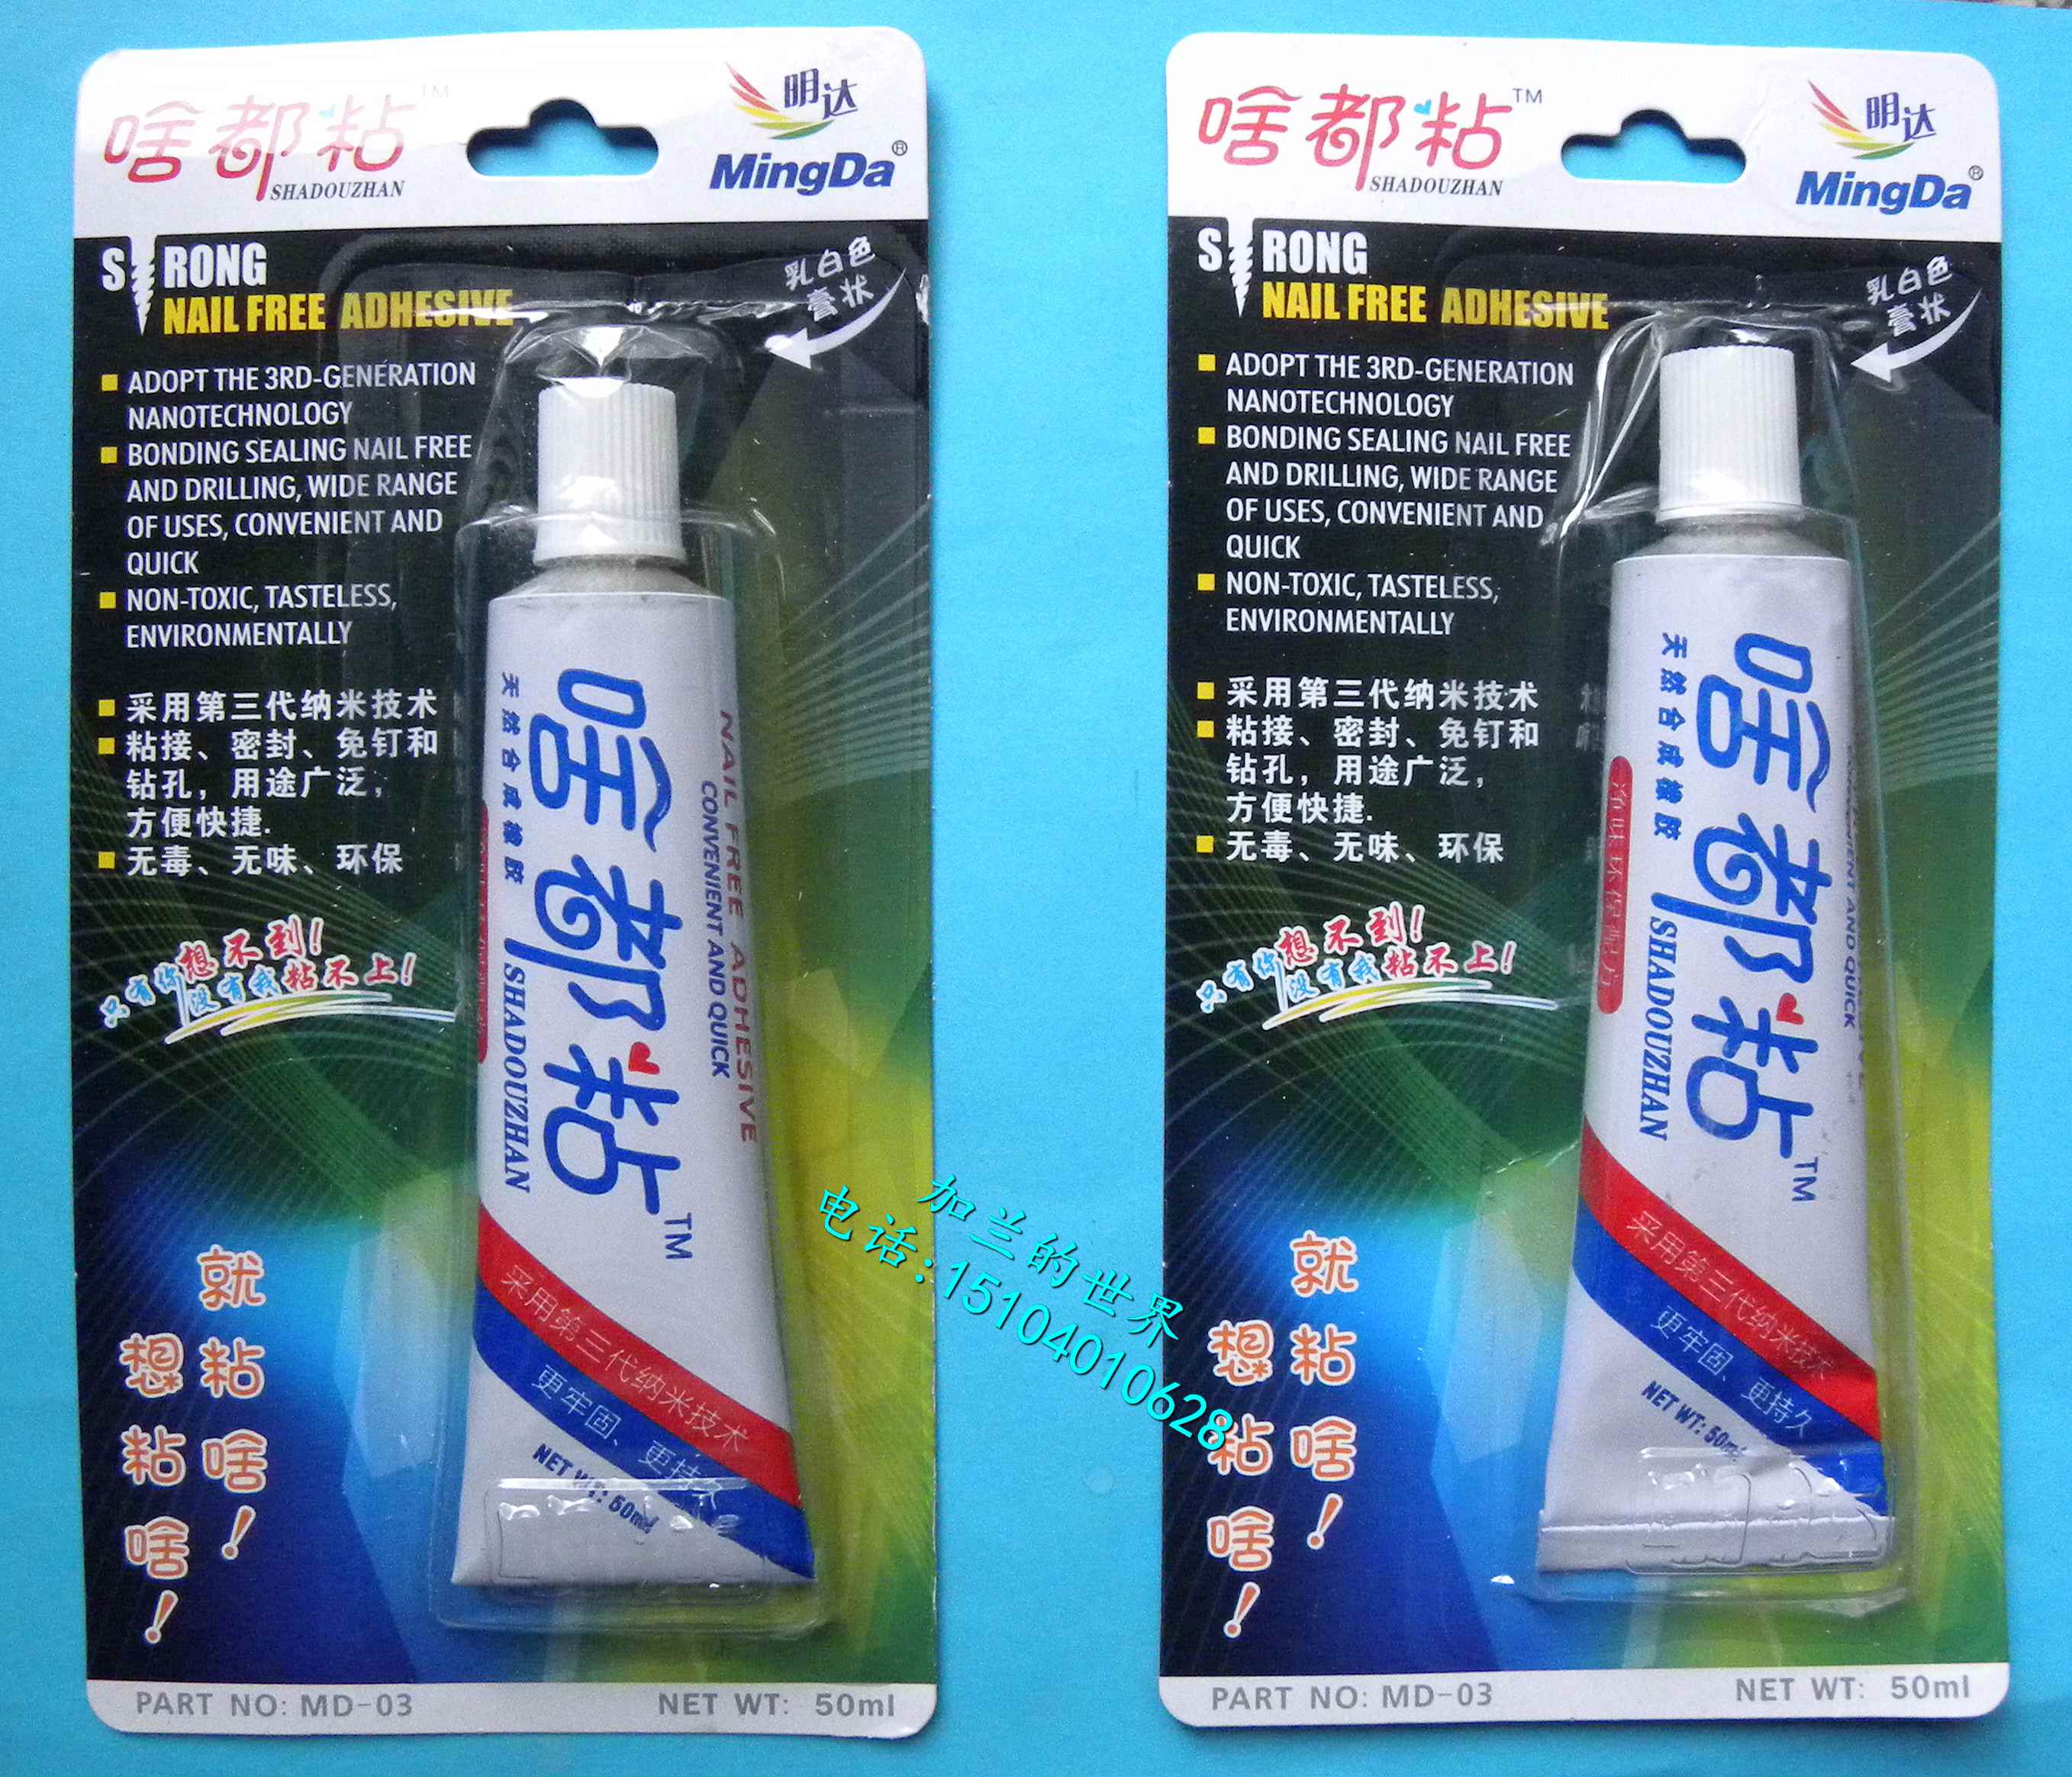 啥都粘™
SHADOUZHAN
明达
MingDa®
STRONG
NAIL FREE ADHESIVE
乳白色
膏状
ADOPT THE 3RD-GENERATION
NANOTECHNOLOGY
BONDING SEALING NAIL FREE
AND DRILLING, WIDE RANGE
OF USES, CONVENIENT AND
QUICK
NON-TOXIC, TASTELESS,
ENVIRONMENTALLY
采用第三代纳米技术
粘接、密封、免钉和
钻孔，用途广泛，
方便快捷.
无毒、无味、环保
只有你想不到！
没有我粘不上！
就粘啥！
想粘啥！
NAIL FREE ADHESIVE
CONVENIENT AND QUICK
啥都粘™
天然合成橡胶
SHADOUZHAN
采用第三代纳米技术
更牢固、更持久
NET WT: 50ml
PART NO: MD-03
NET WT: 50ml
加兰的世界
电话:15104010628
啥都粘™
SHADOUZHAN
明达
MingDa®
STRONG
NAIL FREE ADHESIVE
乳白色
膏状
ADOPT THE 3RD-GENERATION
NANOTECHNOLOGY
BONDING SEALING NAIL FREE
AND DRILLING, WIDE RANGE
OF USES, CONVENIENT AND
QUICK
NON-TOXIC, TASTELESS,
ENVIRONMENTALLY
采用第三代纳米技术
粘接、密封、免钉和
钻孔，用途广泛，
方便快捷.
无毒、无味、环保
只有你想不到！
没有我粘不上！
就粘啥！
想粘啥！
AND QUICK
啥都粘™
天然合成橡胶
SHADOUZHAN
采用第三代纳米技术
更牢固、更持久
NET WT: 50ml
PART NO: MD-03
NET WT: 50ml